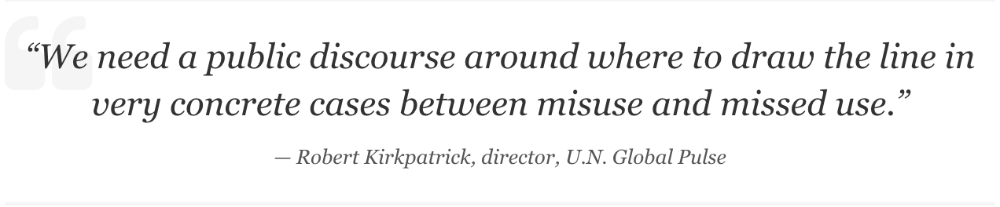 “We need a public discourse around where to draw the line in
very concrete cases between misuse and missed use.”
— Robert Kirkpatrick, director, U.N. Global Pulse